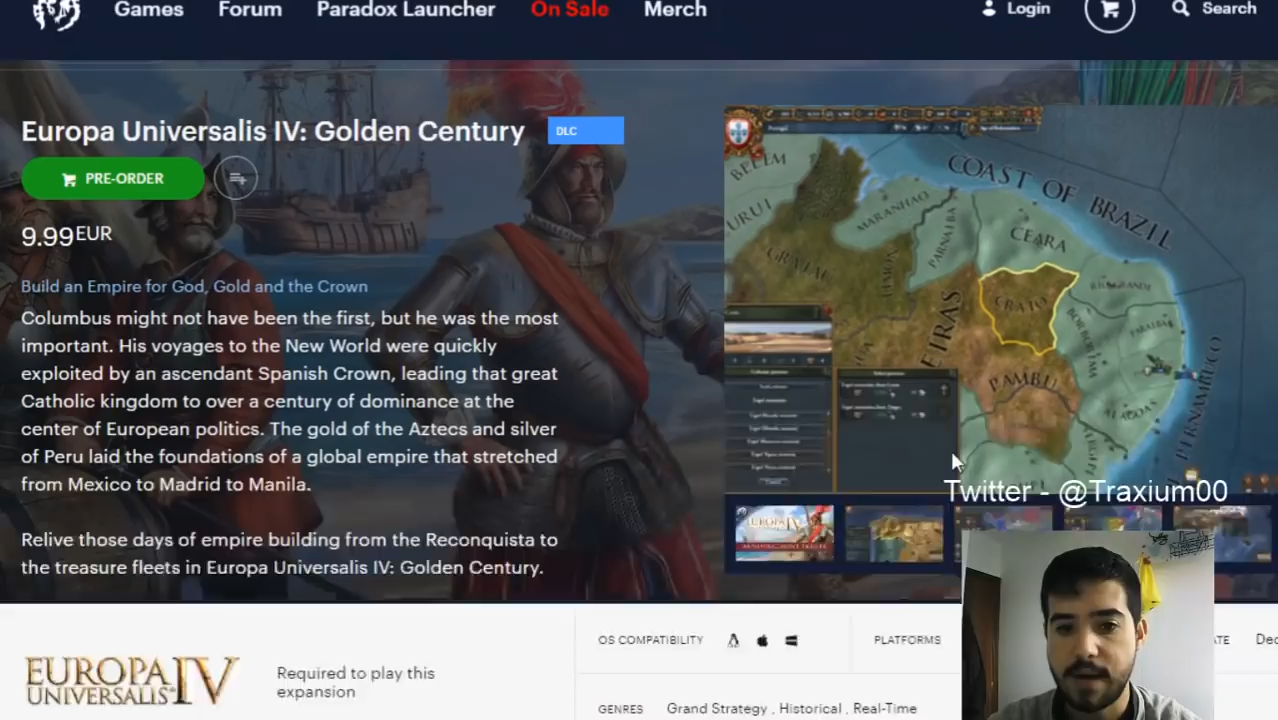 Games Forum Paradox Launcher On Sale Merch Login Search
Europa Universalis IV: Golden Century DLC
PRE-ORDER
9.99EUR
Build an Empire for God, Gold and the Crown
Columbus might not have been the first, but he was the most
important. His voyages to the New World were quickly
exploited by an ascendant Spanish Crown, leading that great
Catholic kingdom to over a century of dominance at the
center of European politics. The gold of the Aztecs and silver
of Peru laid the foundations of a global empire that stretched
from Mexico to Madrid to Manila.
Relive those days of empire building from the Reconquista to
the treasure fleets in Europa Universalis IV: Golden Century.
BELEM
COAST OF BRAZIL
MARANHAO
PARNAIBA
CEARA
CRATO
EIRAS
PAMBU
ALAGOAS
PERNAMBUCO
Twitter - @Traxium00
EUROPA IV
EUROPA
UNIVERSALIS IV
Required to play this
expansion
OS COMPATIBILITY
PLATFORMS
ATE Dec
GENRES Grand Strategy , Historical , Real-Time